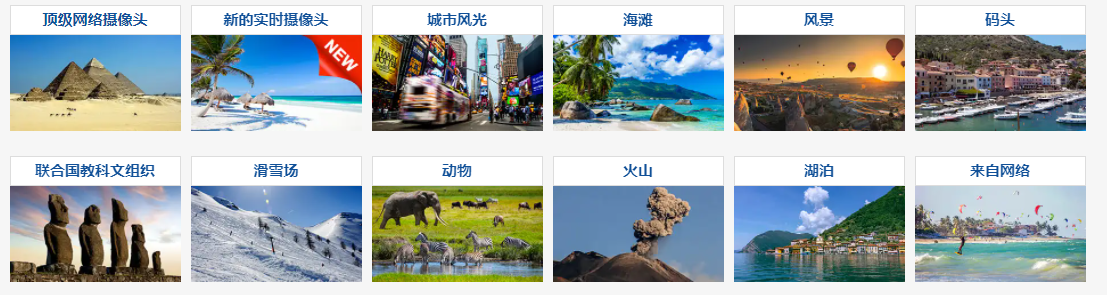 顶级网络摄像头
新的实时摄像头
城市风光
海滩
风景
码头
NEW
HARRY
POTTER
联合国教科文组织
滑雪场
动物
火山
湖泊
来自网络